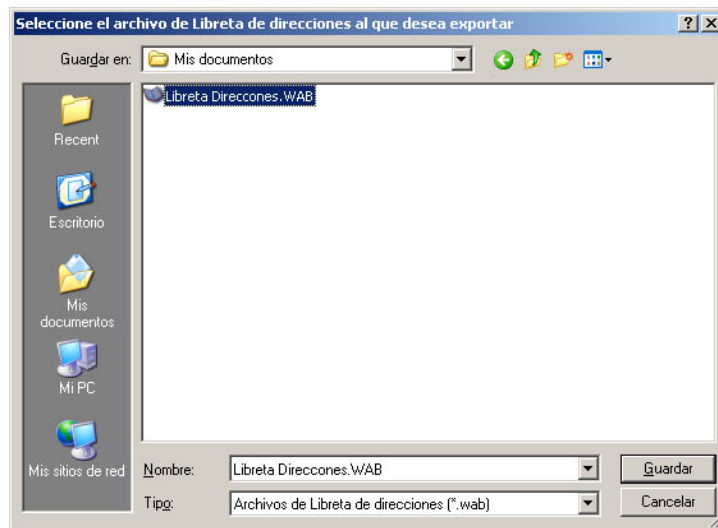 Seleccione el archivo de Libreta de direcciones al que desea exportar
Guardar en:
Mis documentos
Libreta Direccones.WAB
Recent
Escritorio
Mis
documentos
Mi PC
Mis sitios de red
Nombre:
Libreta Direccones.WAB
Guardar
Tipo:
Archivos de Libreta de direcciones (*.wab)
Cancelar